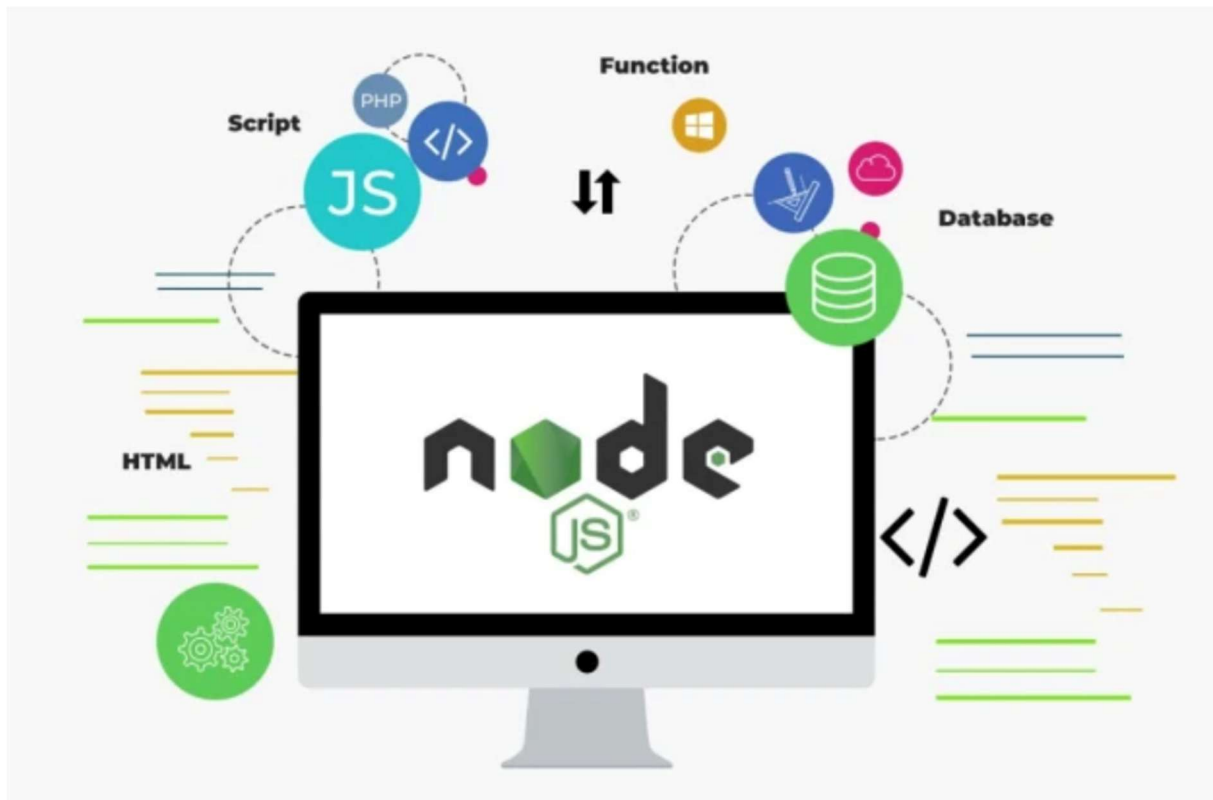 Function
PHP
Script
</>
JS
Database
node
JS®
HTML
</>